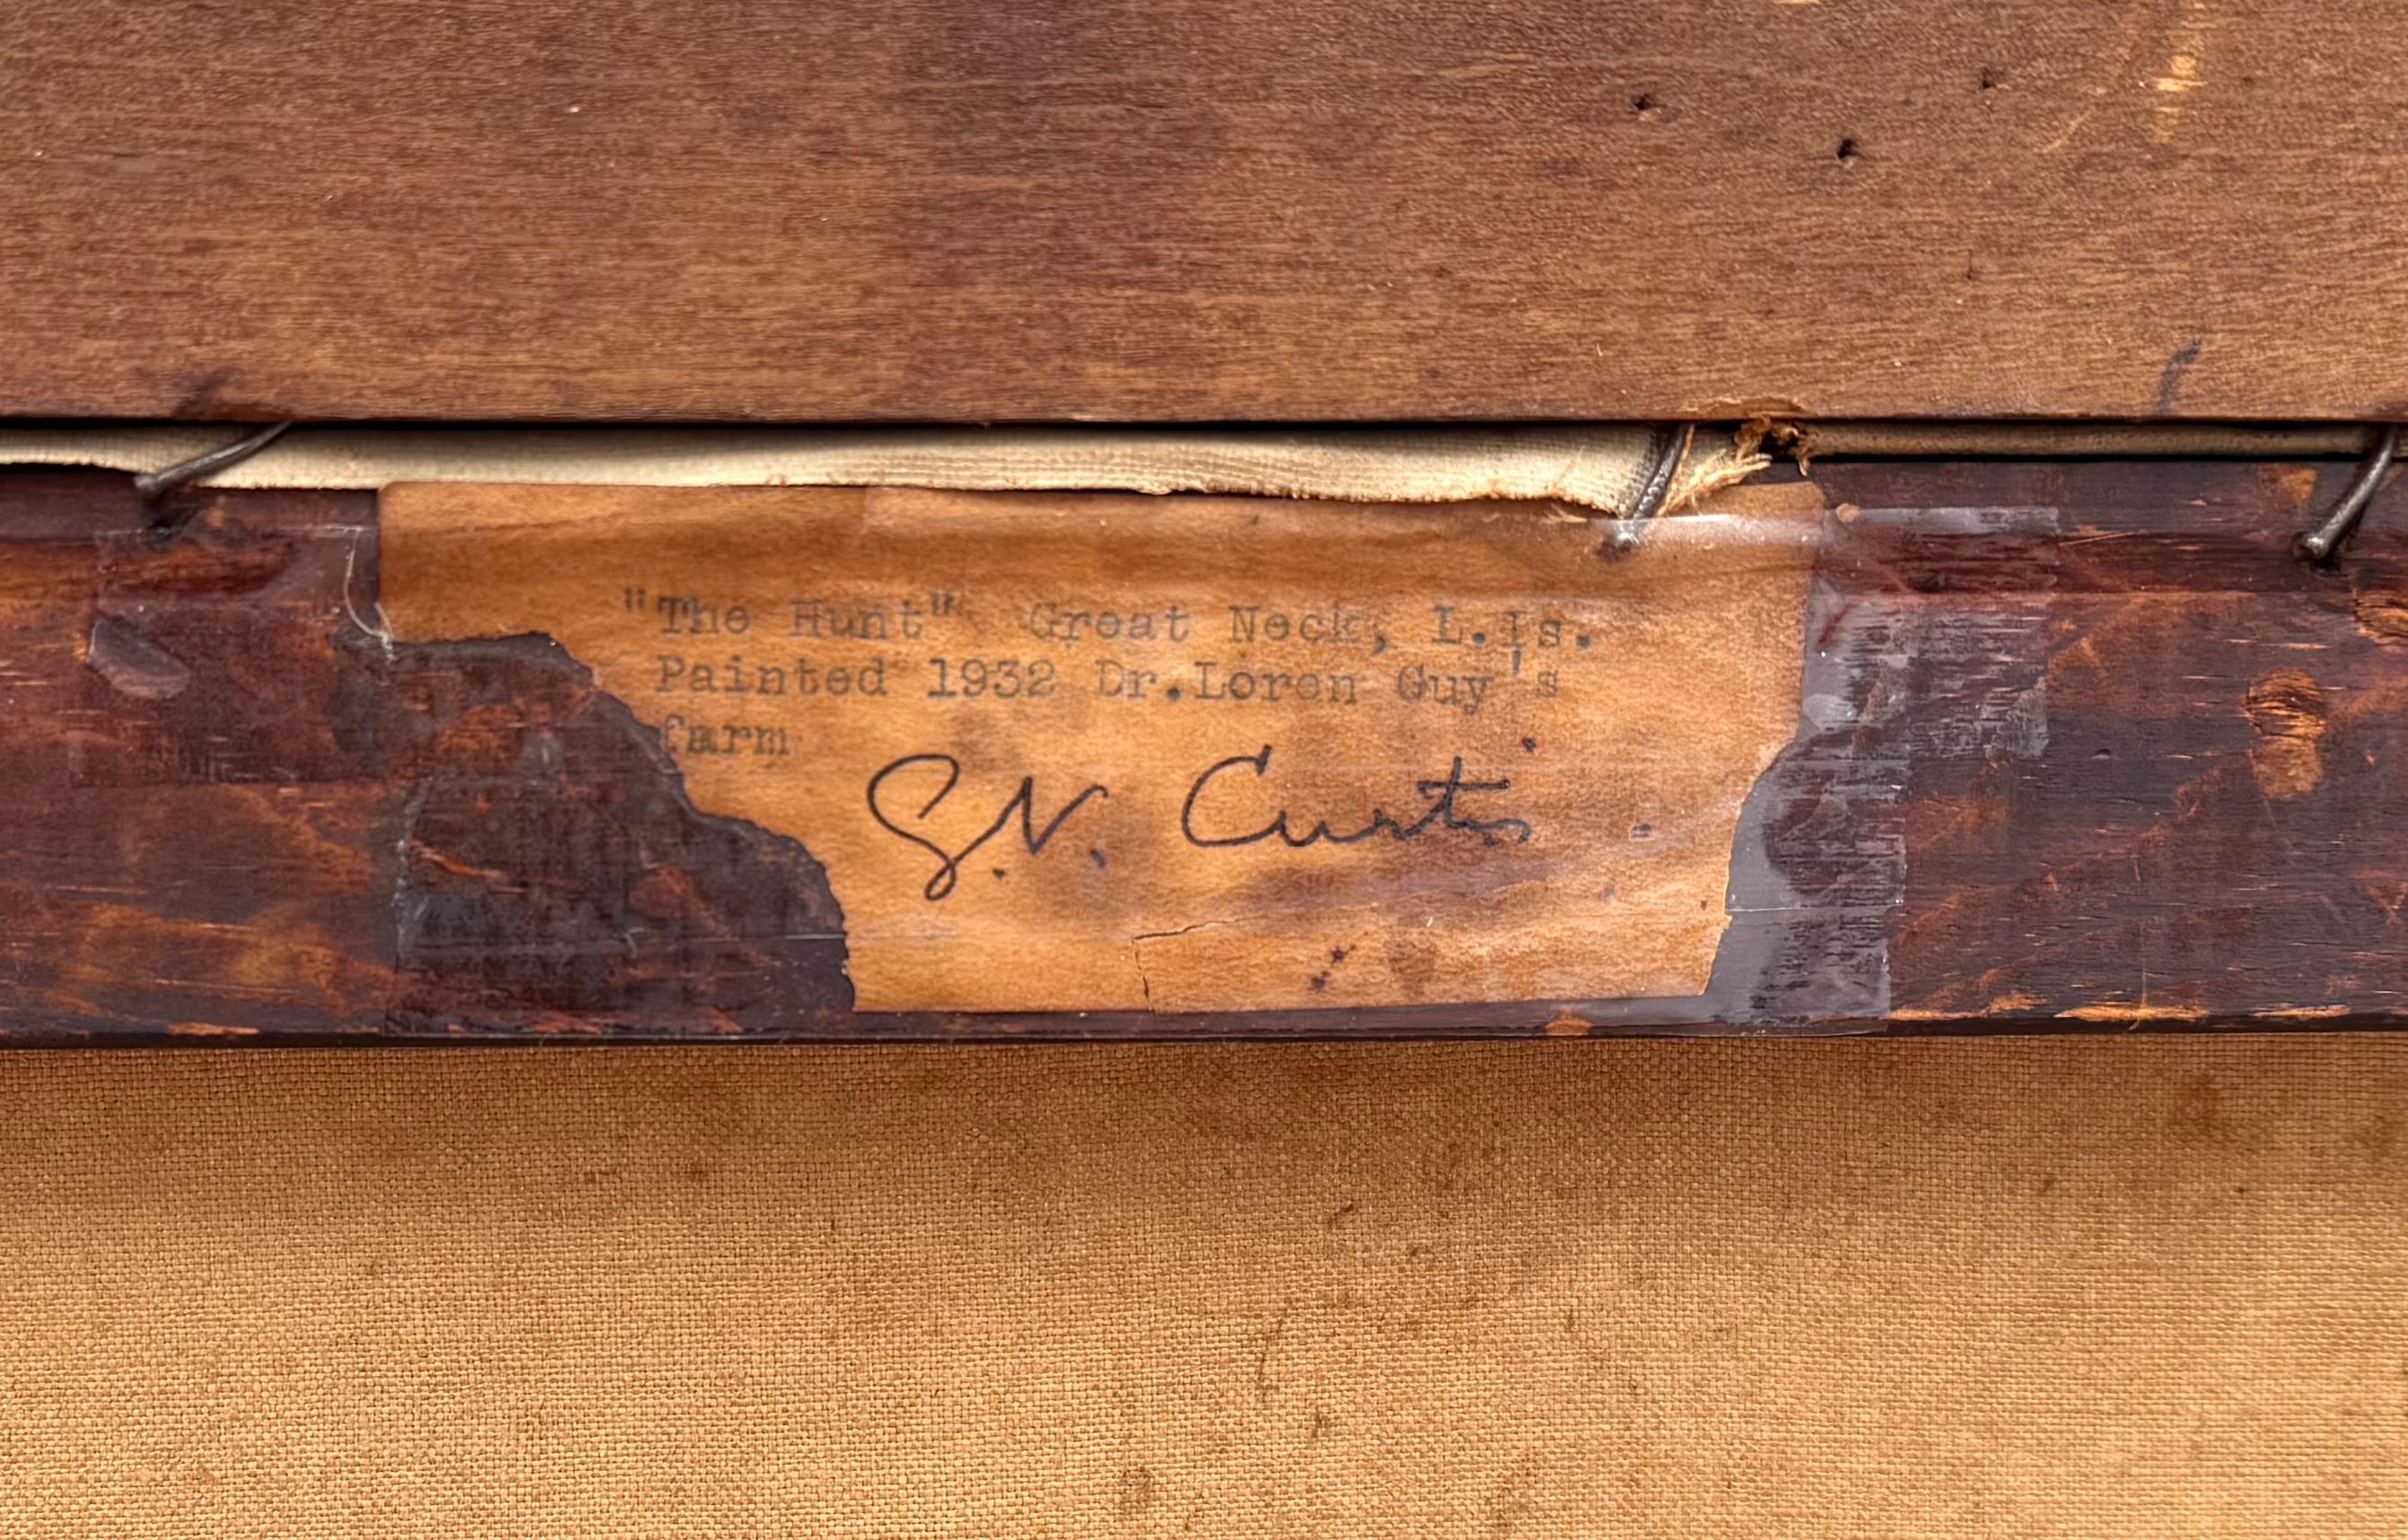 "The Hunt" Great Neck, L.Is.
Painted 1932 Dr.Loren Guy's
farm
G.N. Curtis